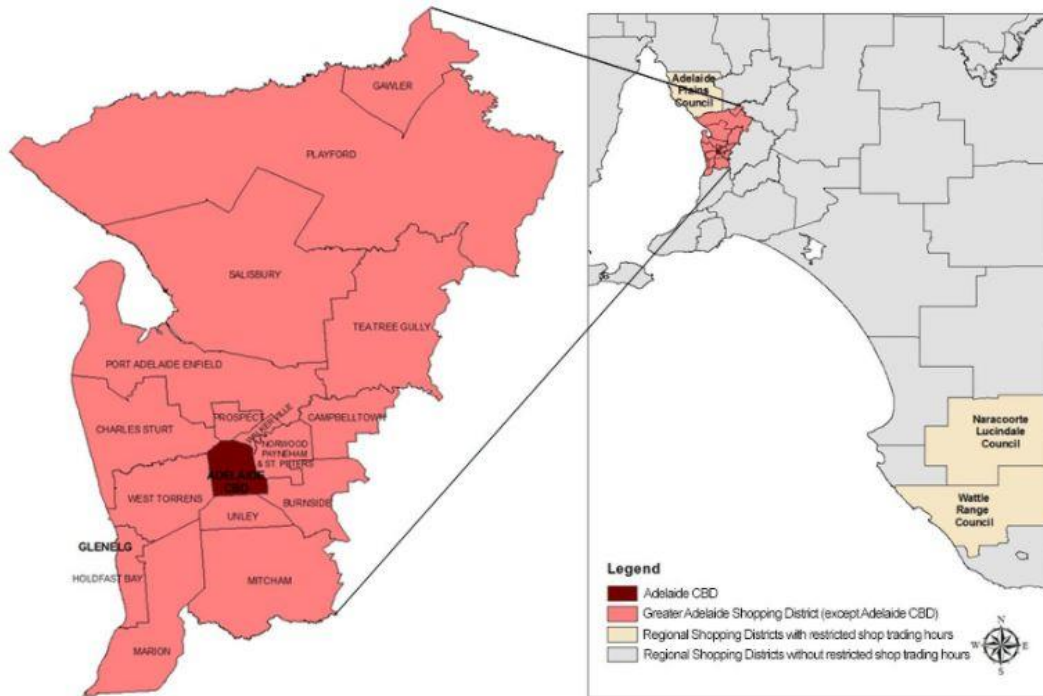 GAWLER
PLAYFORD
SALISBURY
TEA TREE GULLY
PORT ADELAIDE ENFIELD
PROSPECT
WALKERVILLE
CAMPBELLTOWN
CHARLES STURT
NORWOOD
PAYNEHAM
& ST. PETERS
ADELAIDE
CBD
WEST TORRENS
BURNSIDE
UNLEY
GLENELG
HOLDFAST BAY
MITCHAM
MARION
Adelaide
Plains
Council
Naracoorte
Lucindale
Council
Wattle
Range
Council
Legend
Adelaide CBD
Greater Adelaide Shopping District (except Adelaide CBD)
Regional Shopping Districts with restricted shop trading hours
Regional Shopping Districts without restricted shop trading hours
N
W
E
S